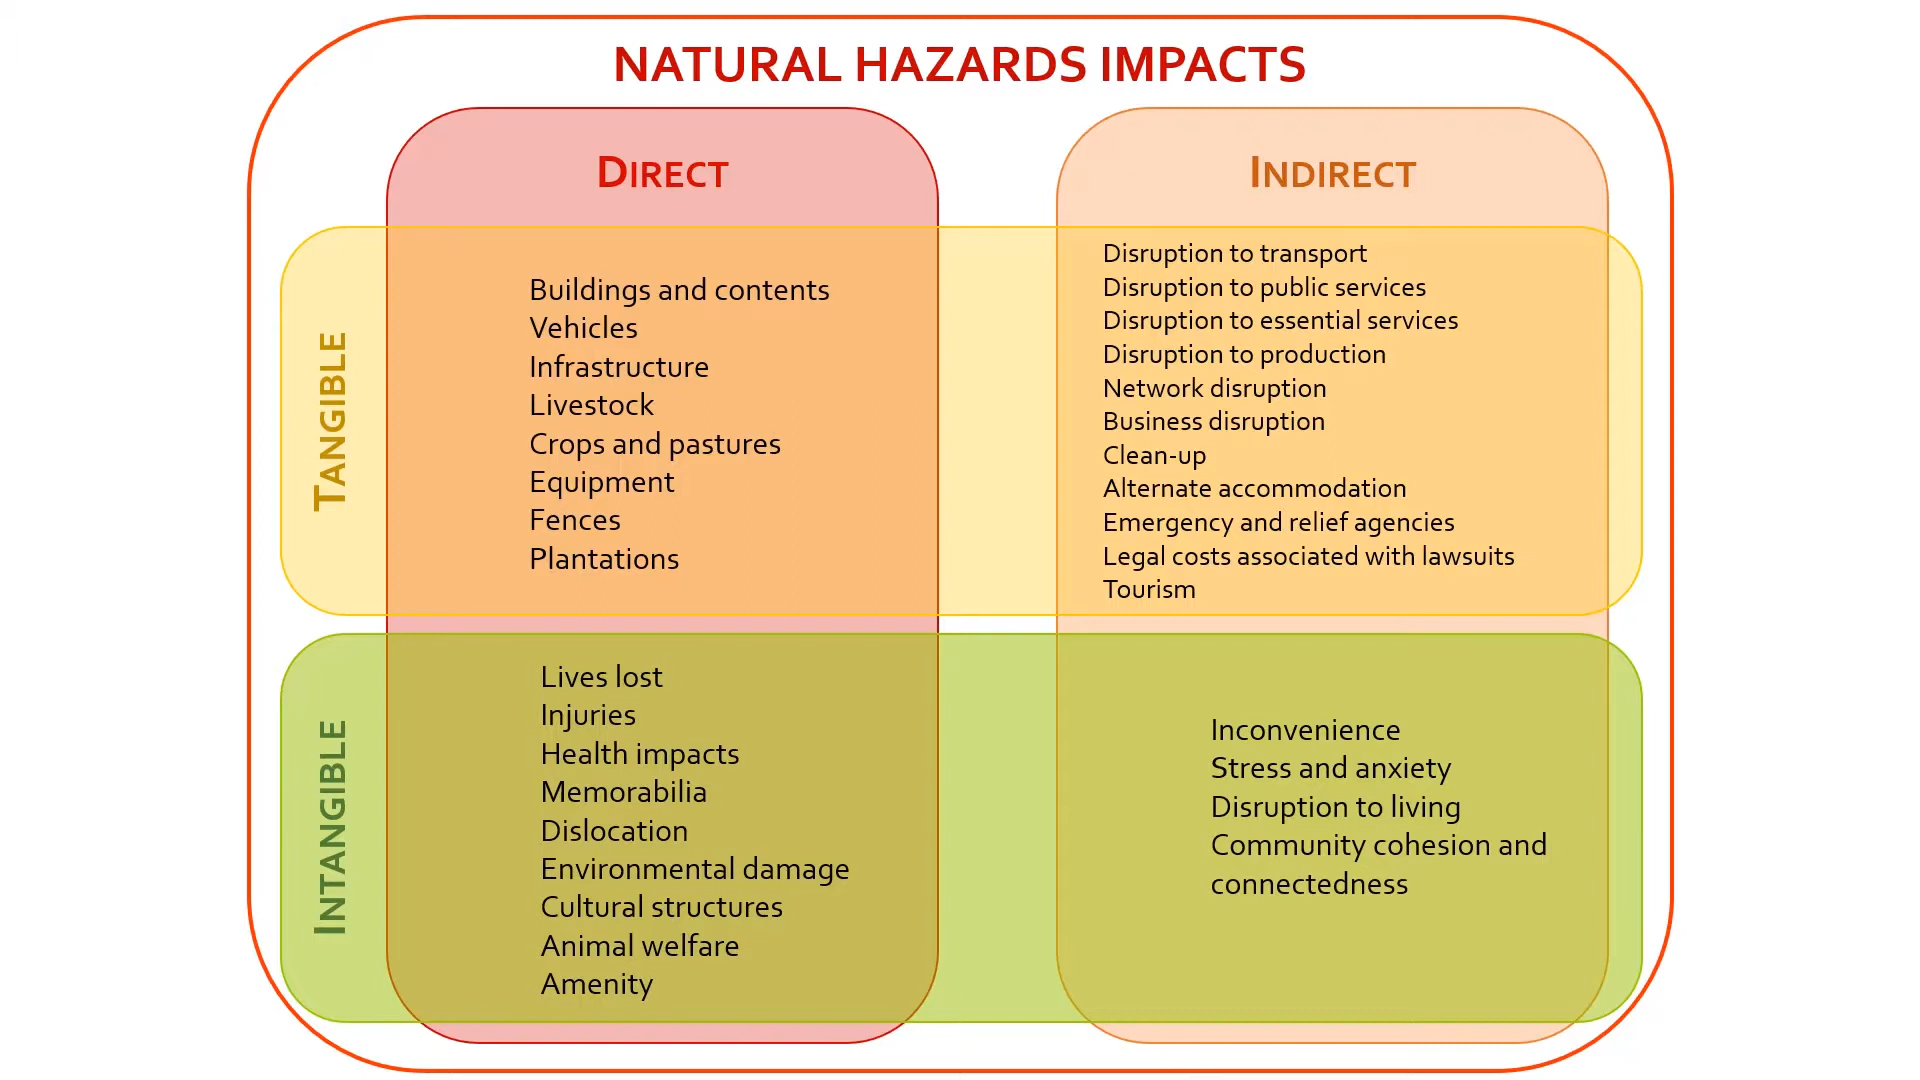 NATURAL HAZARDS IMPACTS
DIRECT
INDIRECT
TANGIBLE
Buildings and contents
Vehicles
Infrastructure
Livestock
Crops and pastures
Equipment
Fences
Plantations
Disruption to transport
Disruption to public services
Disruption to essential services
Disruption to production
Network disruption
Business disruption
Clean-up
Alternate accommodation
Emergency and relief agencies
Legal costs associated with lawsuits
Tourism
INTANGIBLE
Lives lost
Injuries
Health impacts
Memorabilia
Dislocation
Environmental damage
Cultural structures
Animal welfare
Amenity
Inconvenience
Stress and anxiety
Disruption to living
Community cohesion and
connectedness